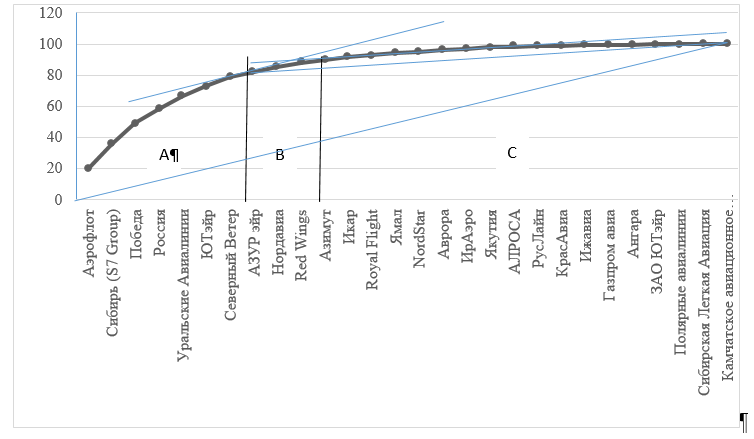 120
100
80
60
40
20
0
A¶
B
C
Аэрофлот
Сибирь (S7 Group)
Победа
Россия
Уральские Авиалинии
ЮТэйр
Северный Ветер
АЗУР эйр
Нордавиа
Red Wings
Азимут
Икар
Royal Flight
Ямал
NordStar
Аврора
ИрАэро
Якутия
АЛРОСА
РусЛайн
КрасАвиа
Ижавиа
Газпром авиа
Ангара
ЗАО ЮТэйр
Полярные авиалинии
Сибирская Легкая Авиация
Камчатское авиационное…
¶